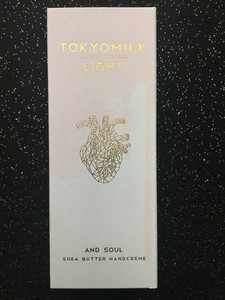 TOKYOMILK
LIGHT
AND SOUL
SHEA BUTTER HANDCREME